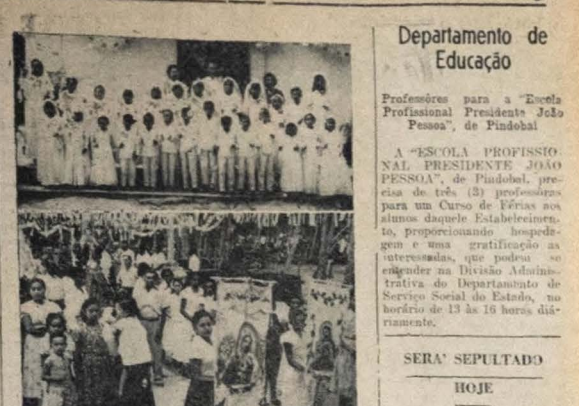 Departamento de
Educação
Professôres para a "Escola
Profissional Presidente João
Pessoa", de Pindobal
A "ESCOLA PROFISSIO
NAL PRESIDENTE JOÃO
PESSOA", de Pindobal, pre-
cisa de três (3) professôras
para um Curso de Férias aos
alunos daquele Estabelecimen-
to, proporcionando hospeda-
gem e uma gratificação as
interessadas, que podem se
entender na Divisão Adminis-
trativa do Departamento de
Serviço Social do Estado, no
horário de 13 às 16 horas diá-
riamente.
SERA' SEPULTADO
HOJE